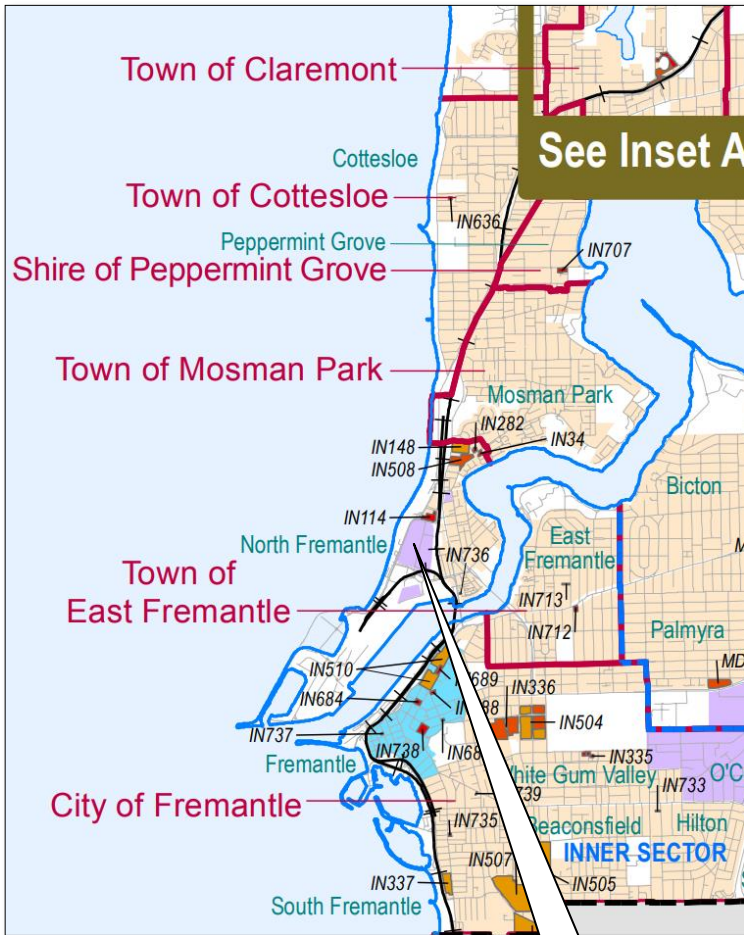 Town of Claremont
See Inset A
Cottesloe
Town of Cottesloe
IN636
Peppermint Grove
IN707
Shire of Peppermint Grove
Town of Mosman Park
Mosman Park
IN282
IN148
IN34
IN508
Bicton
IN114
North Fremantle
IN736
East
Fremantle
Town of
East Fremantle
IN713
IN712
Palmyra
IN510
MD
IN684
IN336
IN504
IN737
IN738
IN68
IN335
Fremantle
White Gum Valley
O'C
IN733
City of Fremantle
IN735
Beaconsfield
Hilton
IN507
INNER SECTOR
IN337
IN505
South Fremantle